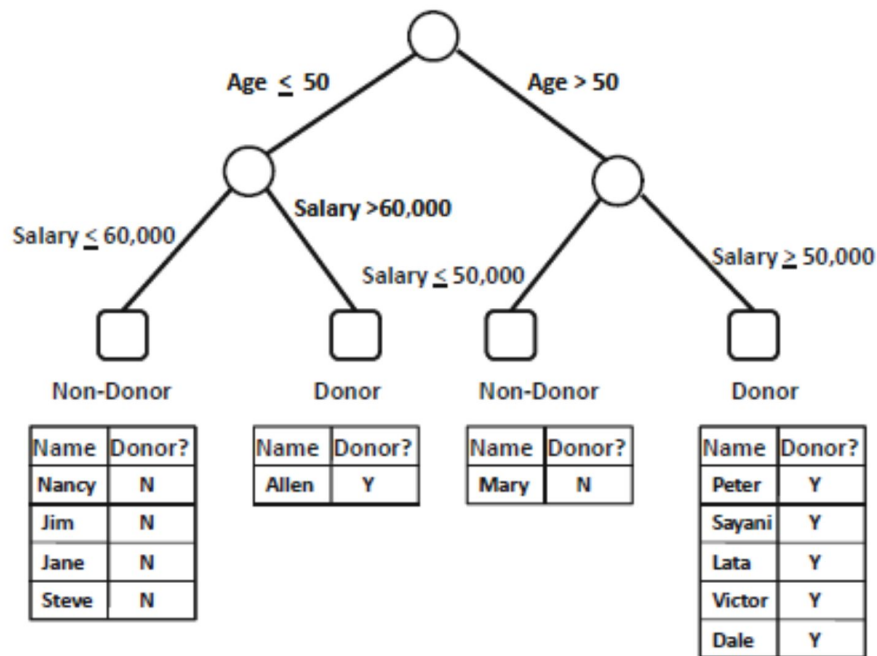 Age ≤ 50
Age > 50
Salary >60,000
Salary ≤ 60,000
Salary ≤ 50,000
Salary ≥ 50,000
Non-Donor
Donor
Non-Donor
Donor
Name Donor?
Nancy N
Jim N
Jane N
Steve N
Name Donor?
Allen Y
Name Donor?
Mary N
Name Donor?
Peter Y
Sayani Y
Lata Y
Victor Y
Dale Y